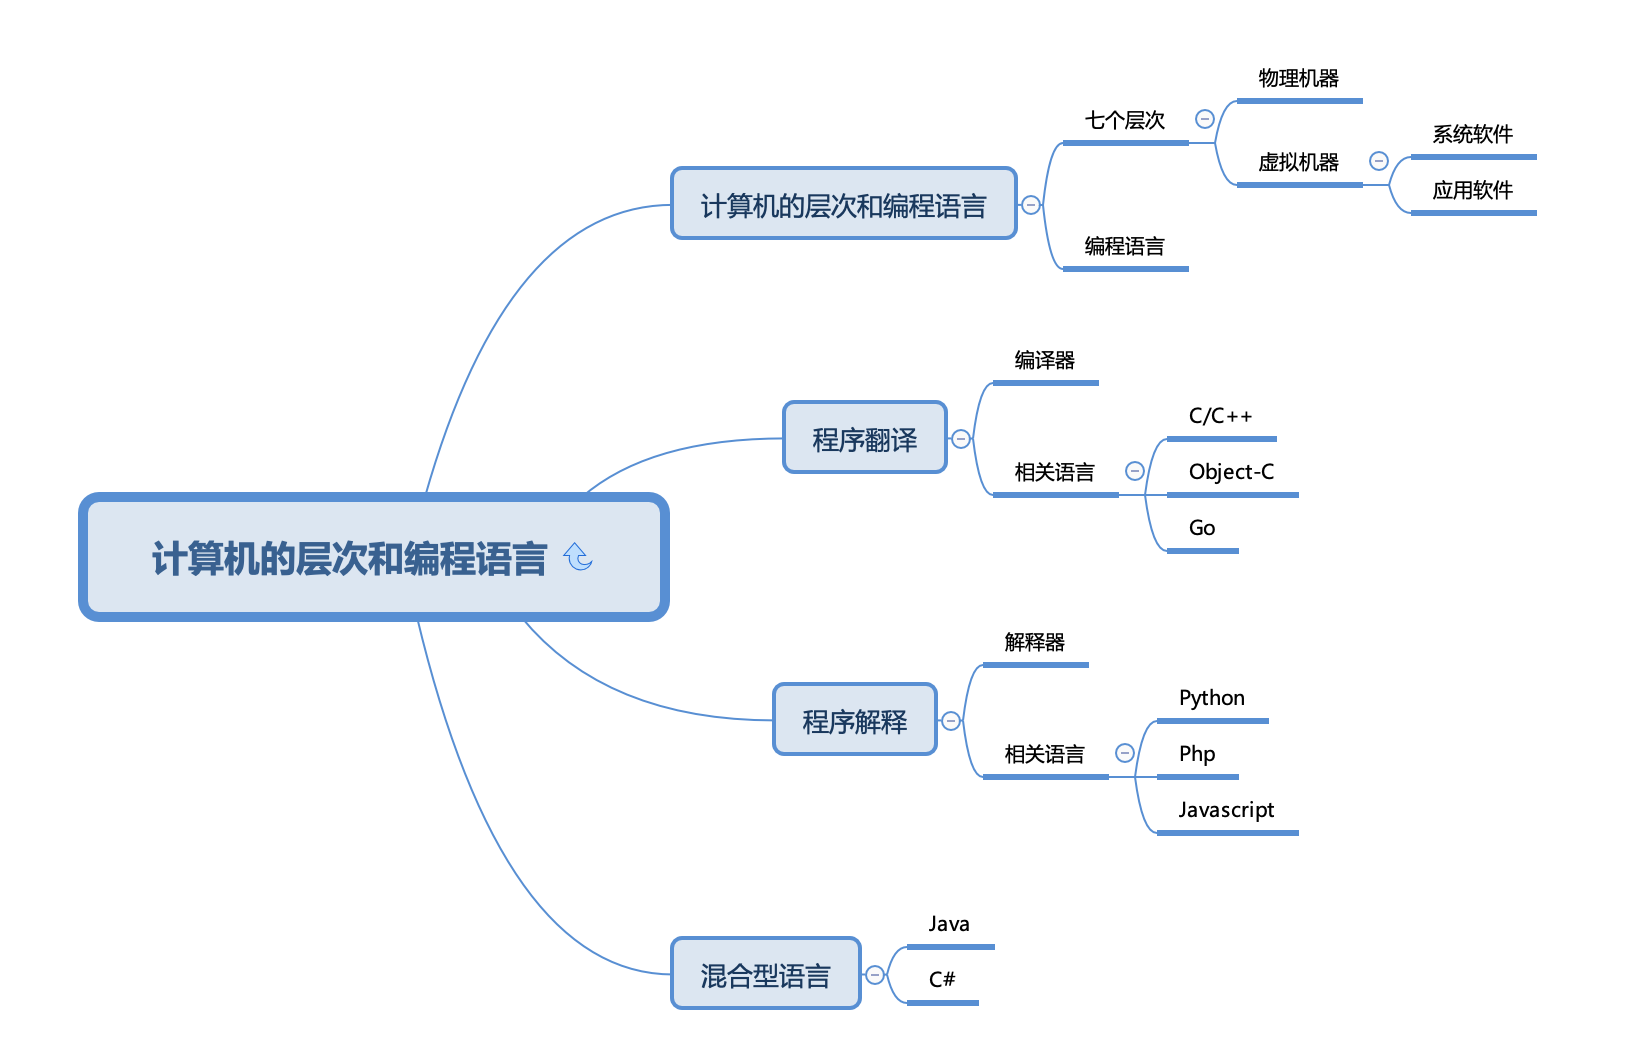 计算机的层次和编程语言
计算机的层次和编程语言
七个层次
物理机器
虚拟机器
系统软件
应用软件
编程语言
程序翻译
编译器
相关语言
C/C++
Object-C
Go
程序解释
解释器
相关语言
Python
Php
Javascript
混合型语言
Java
C#